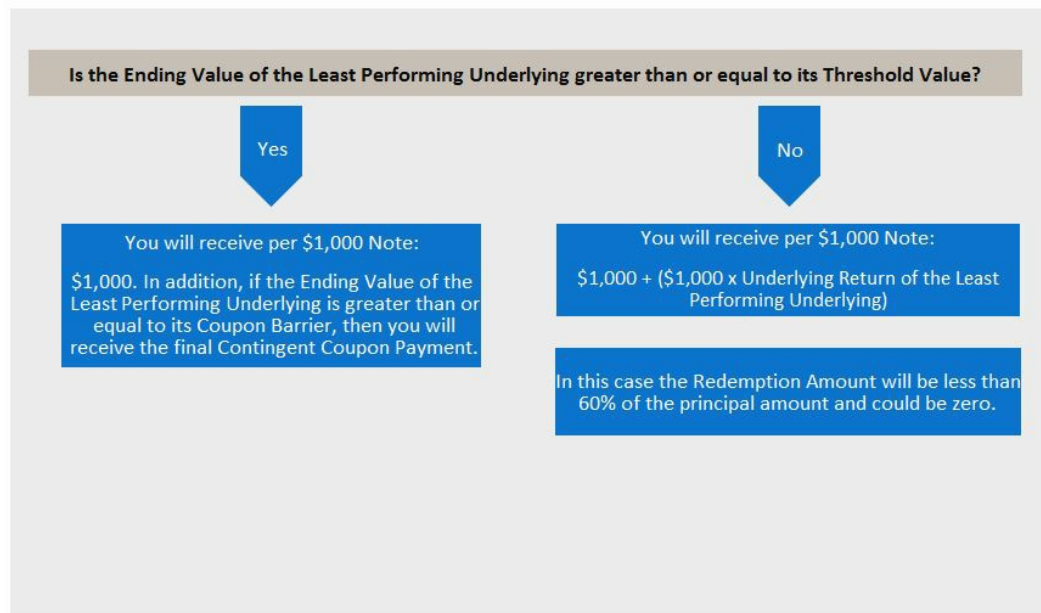 Is the Ending Value of the Least Performing Underlying greater than or equal to its Threshold Value?
Yes
No
You will receive per $1,000 Note:
$1,000. In addition, if the Ending Value of the
Least Performing Underlying is greater than or
equal to its Coupon Barrier, then you will
receive the final Contingent Coupon Payment.
You will receive per $1,000 Note:
$1,000 + ($1,000 x Underlying Return of the Least
Performing Underlying)
In this case the Redemption Amount will be less than
60% of the principal amount and could be zero.